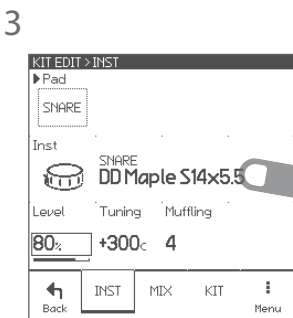 3
KIT EDIT>INST
▶Pad
SNARE
Inst
SNARE
DD Maple S14x5.5
Level Tuning Muffling
80% +300c 4
Back INST MIX KIT Menu